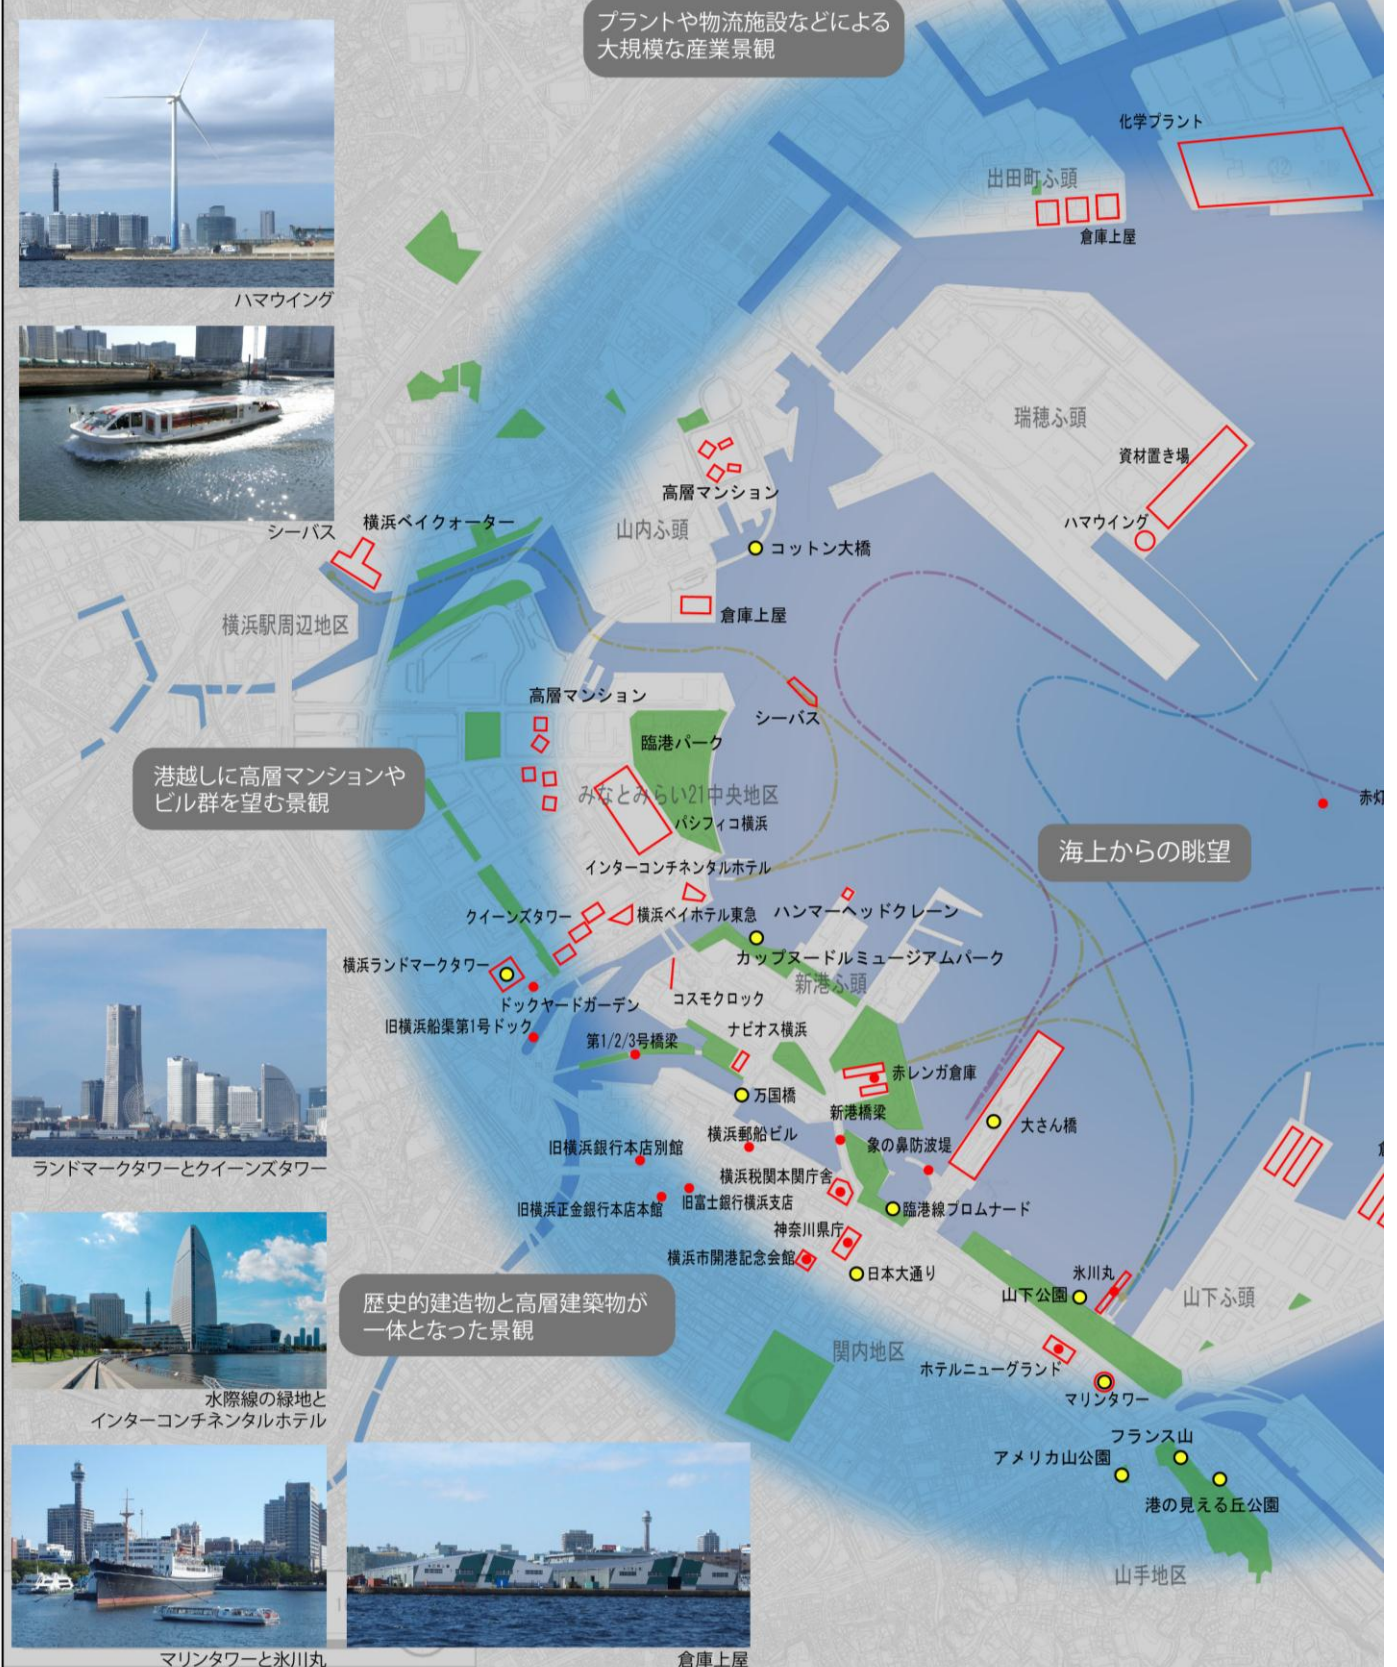 プラントや物流施設などによる
大規模な産業景観
化学プラント
出田町ふ頭
倉庫上屋
ハマウイング
瑞穂ふ頭
資材置き場
ハマウイング
シーバス
横浜ベイクォーター
高層マンション
山内ふ頭
コットン大橋
倉庫上屋
横浜駅周辺地区
高層マンション
シーバス
臨港パーク
港越しに高層マンションや
ビル群を望む景観
みなとみらい21中央地区
パシフィコ横浜
海上からの眺望
インターコンチネンタルホテル
クイーンズタワー
横浜ベイホテル東急
ハンマーヘッドクレーン
カップヌードルミュージアムパーク
横浜ランドマークタワー
新港ふ頭
ドックヤードガーデン
コスモクロック
旧横浜船渠第1号ドック
第1/2/3号橋梁
ナビオス横浜
赤レンガ倉庫
万国橋
新港橋梁
大さん橋
横浜郵船ビル
旧横浜銀行本店別館
象の鼻防波堤
横浜税関本関庁舎
旧横浜正金銀行本店本館
旧富士銀行横浜支店
臨港線プロムナード
神奈川県庁
横浜市開港記念会館
日本大通り
ランドマークタワーとクイーンズタワー
氷川丸
山下公園
山下ふ頭
歴史的建造物と高層建築物が
一体となった景観
関内地区
ホテルニューグランド
マリンタワー
水際線の緑地と
インターコンチネンタルホテル
フランス山
アメリカ山公園
港の見える丘公園
山手地区
マリンタワーと氷川丸
倉庫上屋